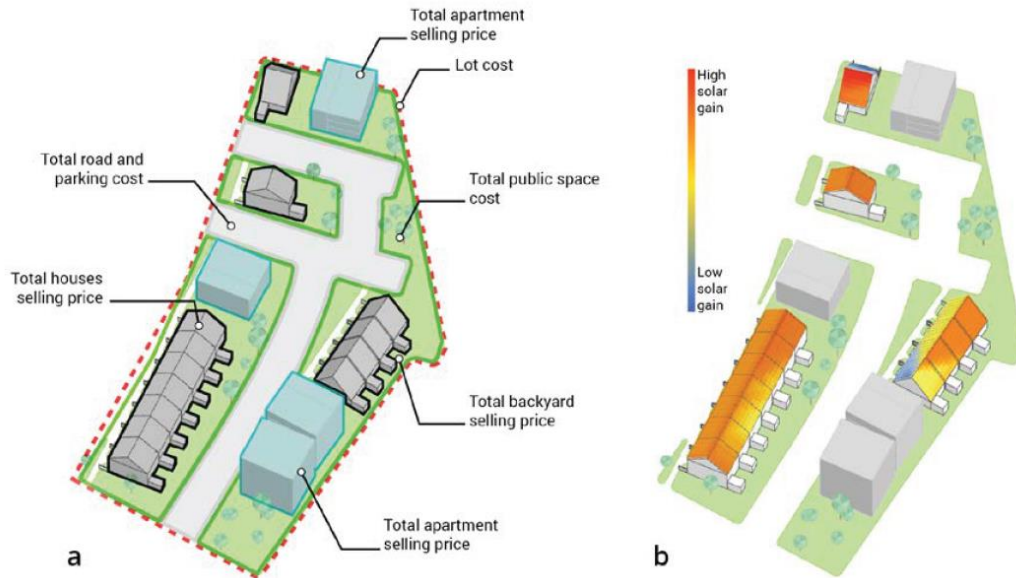 Total apartment
selling price
Lot cost
Total road and
parking cost
Total public space
cost
Total houses
selling price
Total backyard
selling price
Total apartment
selling price
a
High
solar
gain
Low
solar
gain
b